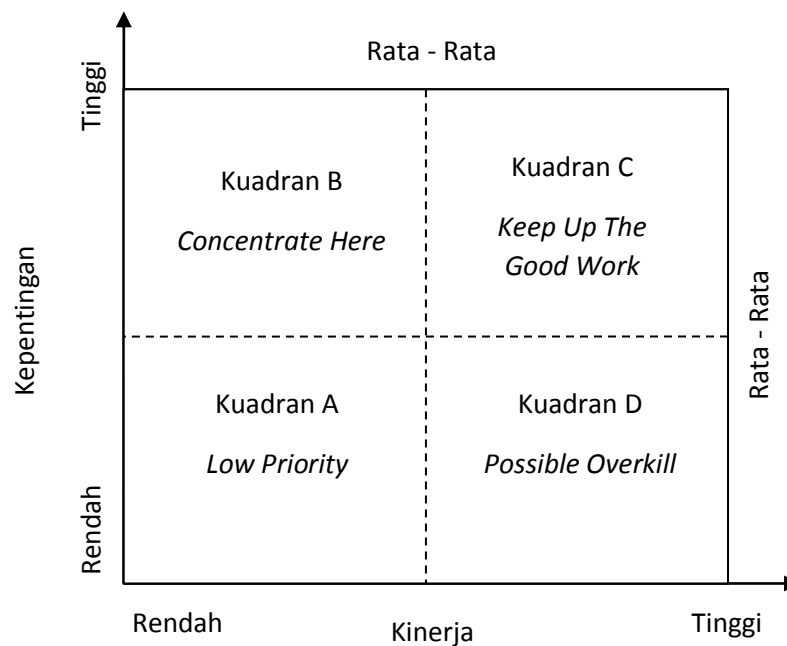 Rata - Rata
Tinggi
Kuadran B
Concentrate Here
Kuadran C
Keep Up The
Good Work
Kepentingan
Rata - Rata
Kuadran A
Low Priority
Kuadran D
Possible Overkill
Rendah
Rendah
Kinerja
Tinggi